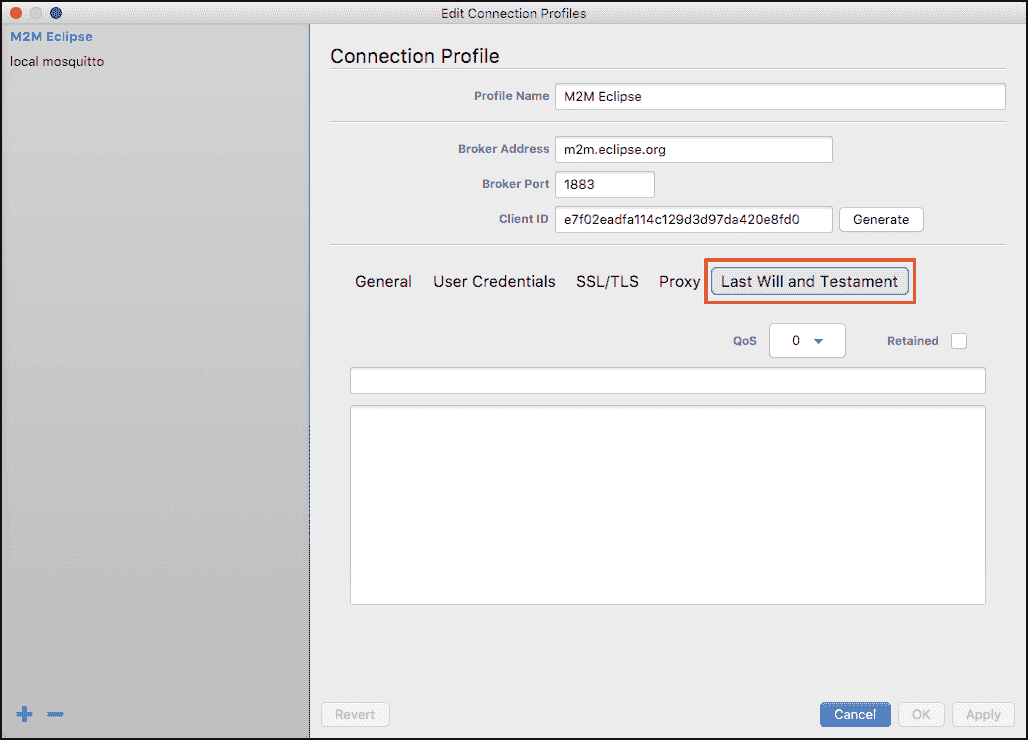 Edit Connection Profiles
M2M Eclipse
local mosquitto
Connection Profile
Profile Name M2M Eclipse
Broker Address m2m.eclipse.org
Broker Port 1883
Client ID e7f02eadfa114c129d3d97da420e8fd0 Generate
General User Credentials SSL/TLS Proxy Last Will and Testament
QoS 0 Retained
Revert Cancel OK Apply